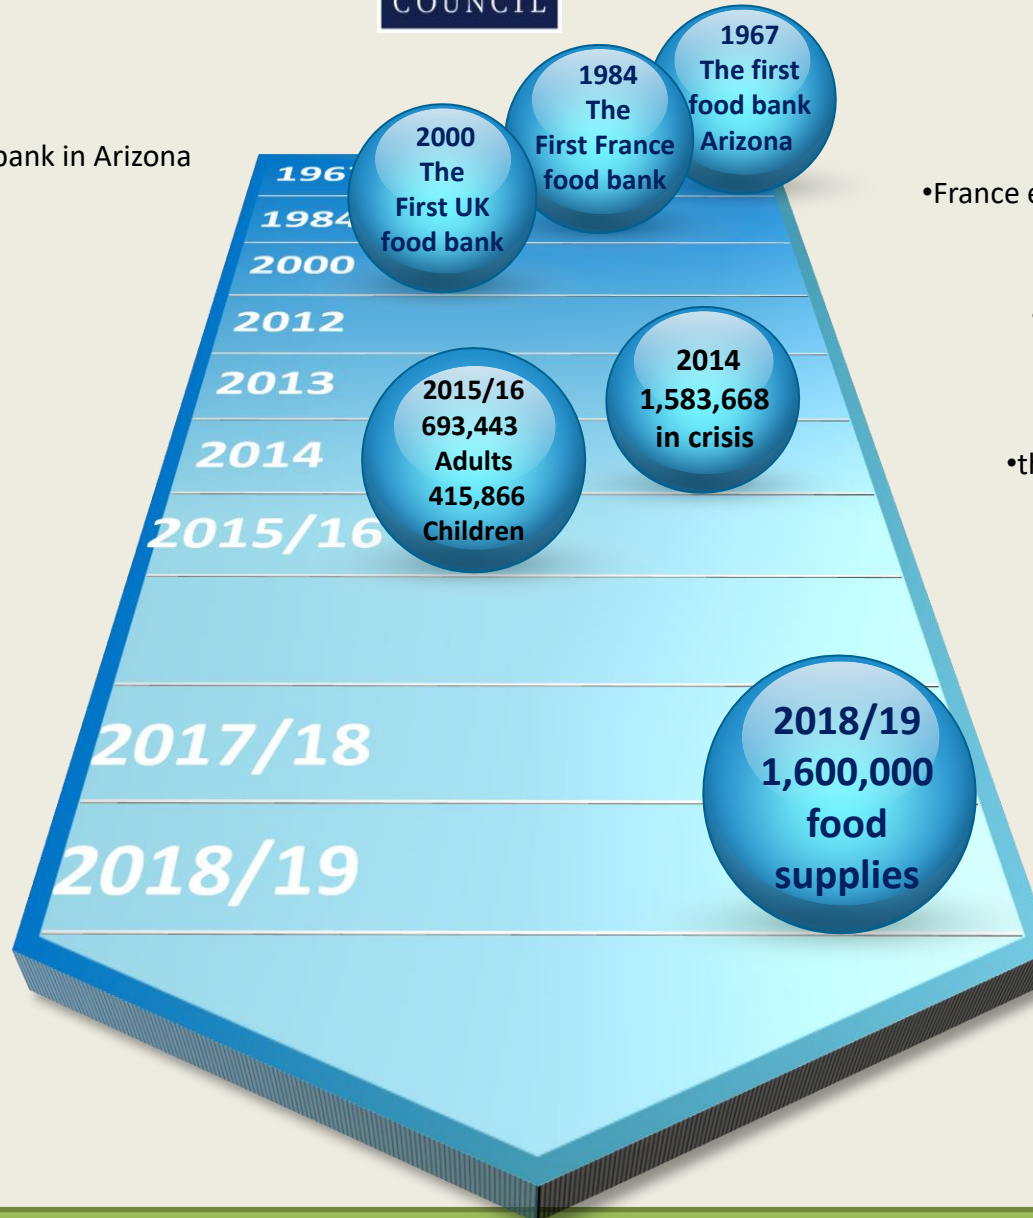 COUNCIL
1967
The first
food bank
Arizona
1984
The
First France
food bank
2000
The
First UK
food bank
bank in Arizona
•France e
196
1984
2000
2012
2013
2014
2015/16
2017/18
2018/19
2014
1,583,668
in crisis
2015/16
693,443
Adults
415,866
Children
•th
2018/19
1,600,000
food
supplies